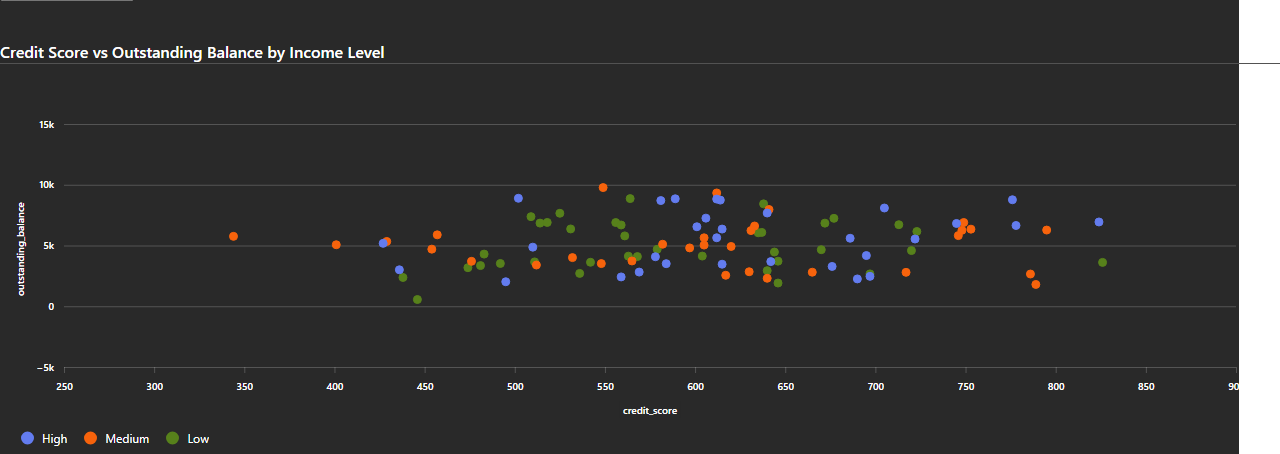 Credit Score vs Outstanding Balance by Income Level
15k
10k
5k
0
−5k
outstanding_balance
250 300 350 400 450 500 550 600 650 700 750 800 850 90
credit_score
High Medium Low